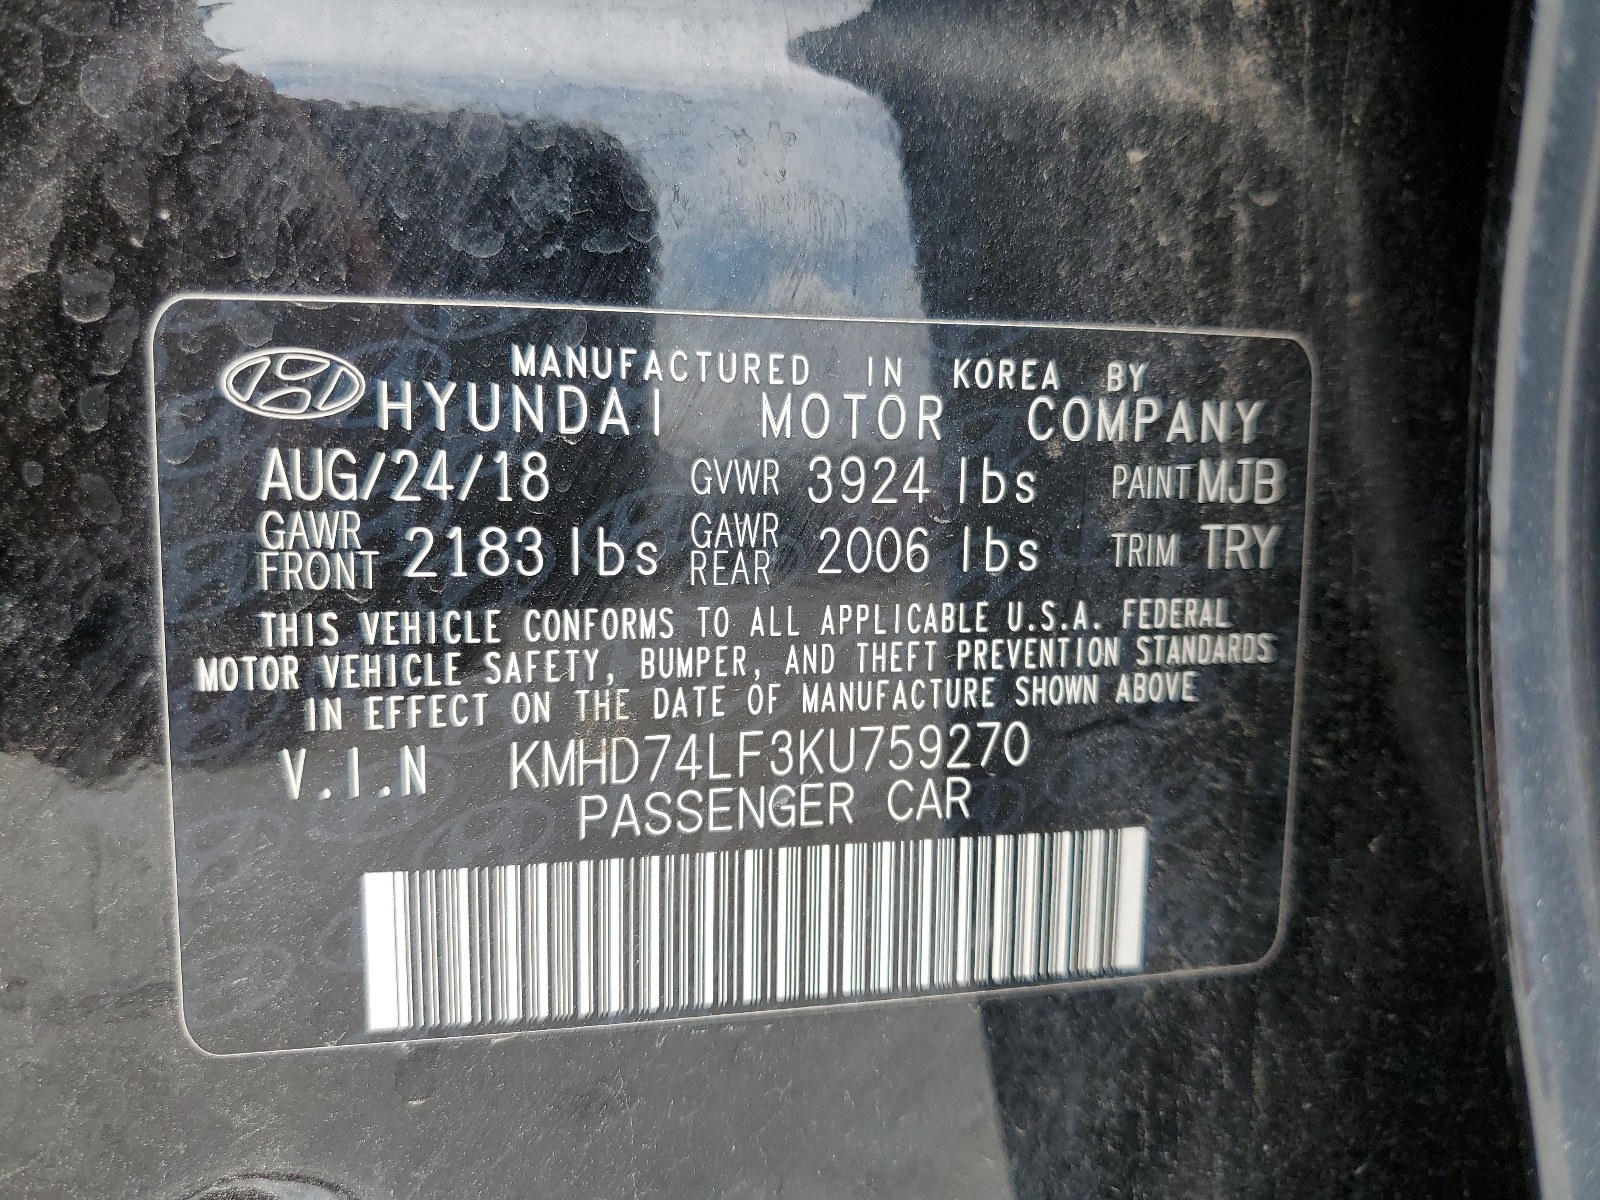 MANUFACTURED IN KOREA BY
HYUNDAI MOTOR COMPANY
AUG/24/18 GVWR 3924 lbs PAINT MJB
GAWR FRONT 2183 lbs GAWR REAR 2006 lbs TRIM TRY
THIS VEHICLE CONFORMS TO ALL APPLICABLE U.S.A. FEDERAL
MOTOR VEHICLE SAFETY, BUMPER, AND THEFT PREVENTION STANDARDS
IN EFFECT ON THE DATE OF MANUFACTURE SHOWN ABOVE
V.I.N KMHD74LF3KU759270
PASSENGER CAR